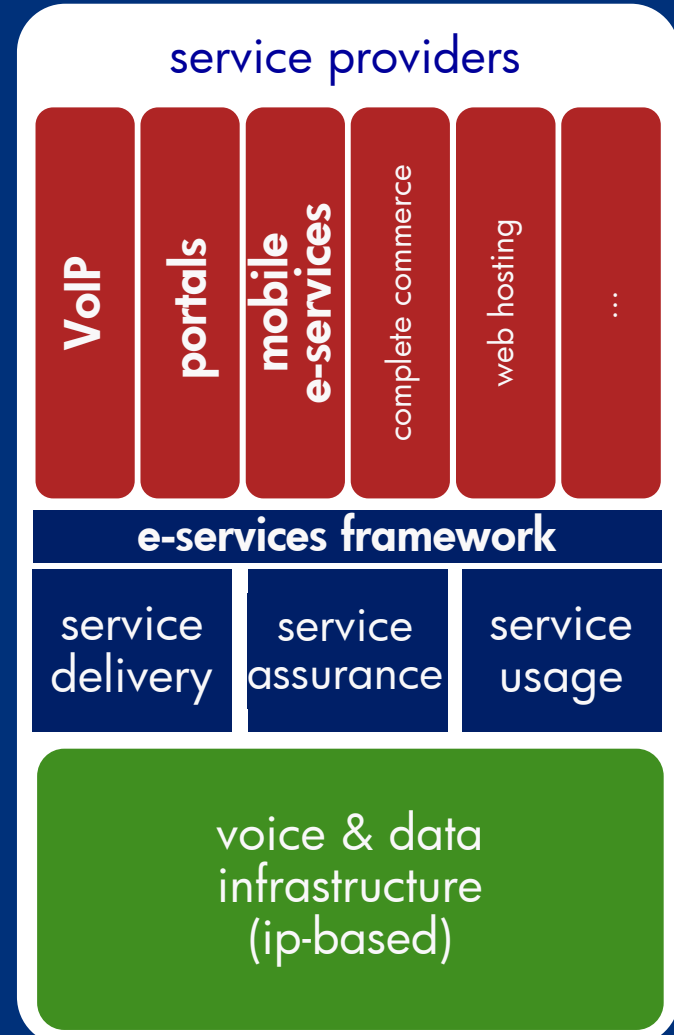 service providers
VoIP
portals
mobile
e-services
complete commerce
web hosting
...
e-services framework
service
delivery
service
assurance
service
usage
voice & data
infrastructure
(ip-based)